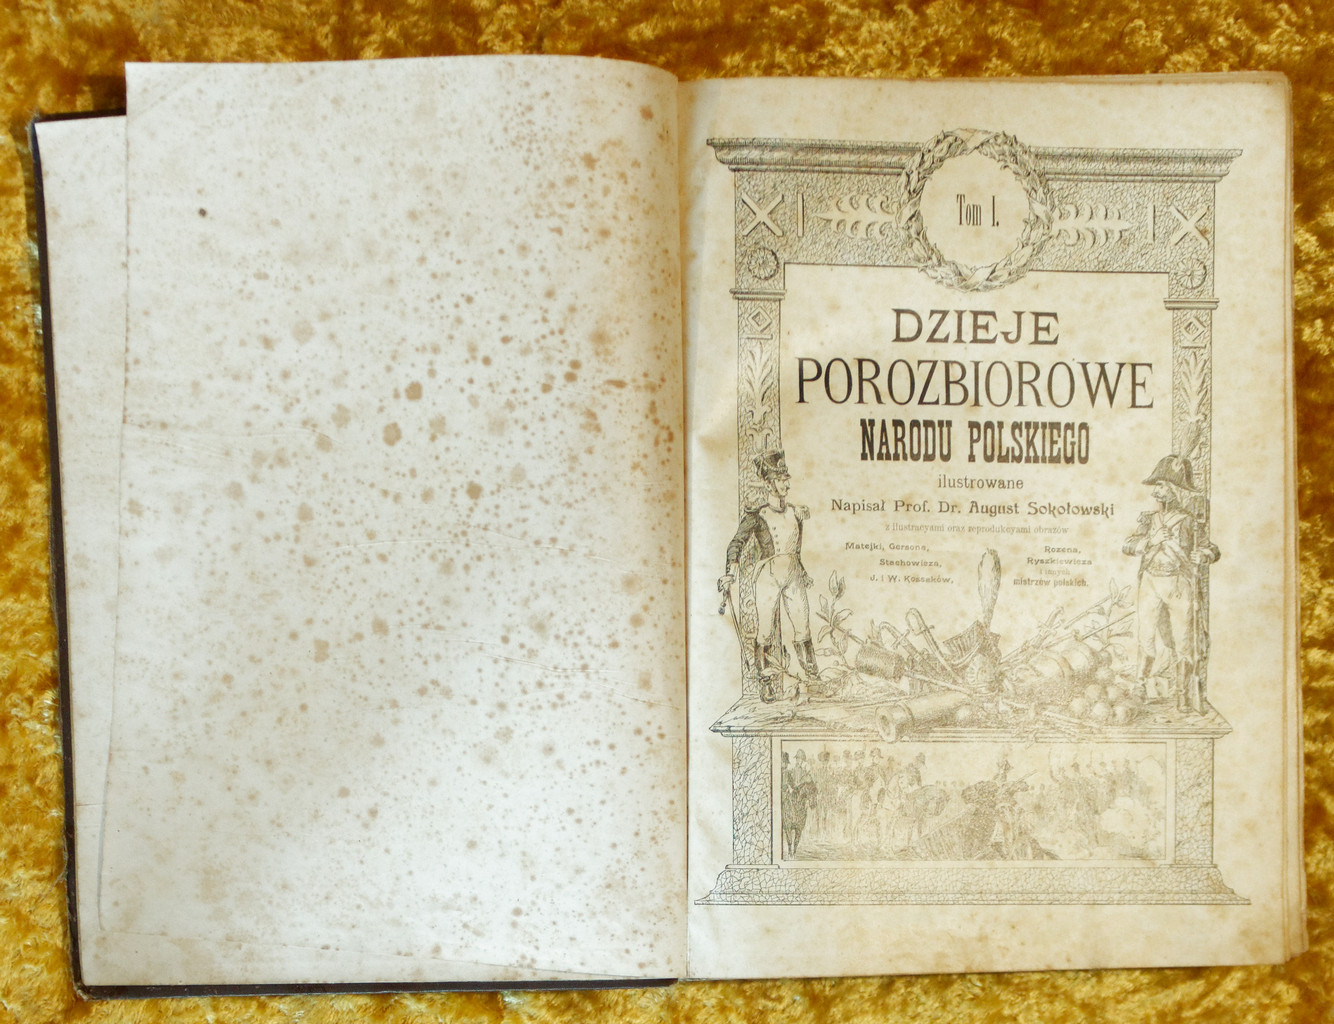 Tom I.
DZIEJE
POROZBIOROWE
NARODU POLSKIEGO
ilustrowane
Napisał Prof. Dr. August Sokołowski
z ilustracyami oraz reprodukcyami obrazów
Matejki, Gersona,
Stachowicza,
J. i W. Kossaków,
Rozena,
Ryszkiewicza
i innych
mistrzów polskich.